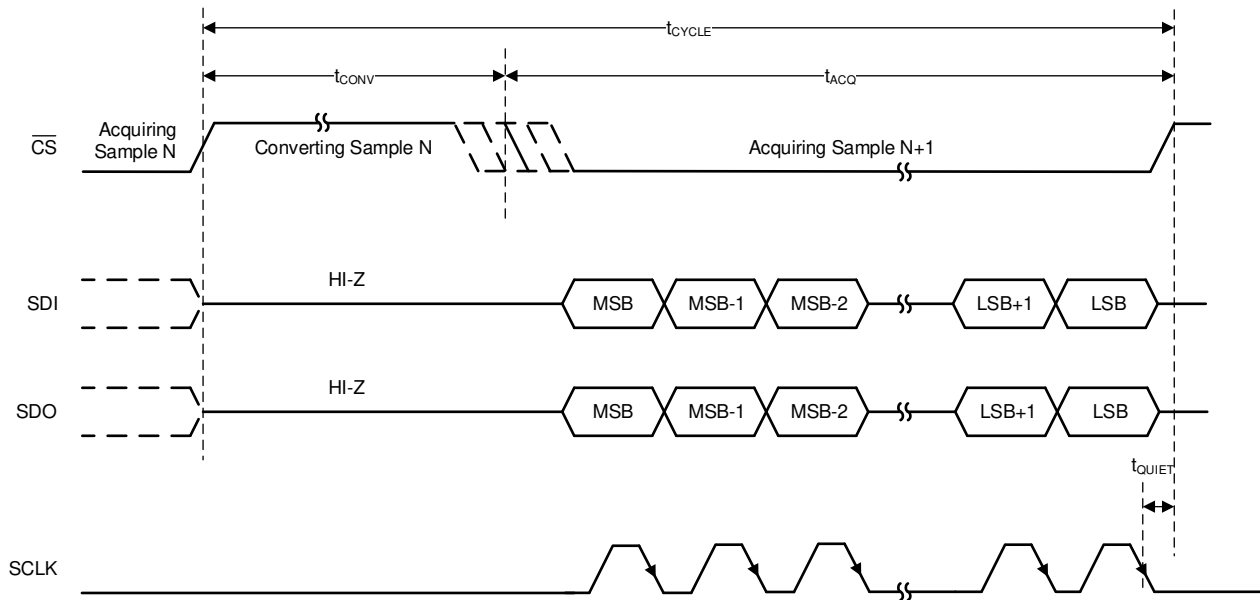 tCYCLE
tCONV
tACQ
CS
Acquiring
Sample N
Converting Sample N
Acquiring Sample N+1
SDI
HI-Z
MSB
MSB-1
MSB-2
LSB+1
LSB
SDO
HI-Z
MSB
MSB-1
MSB-2
LSB+1
LSB
tQUIET
SCLK